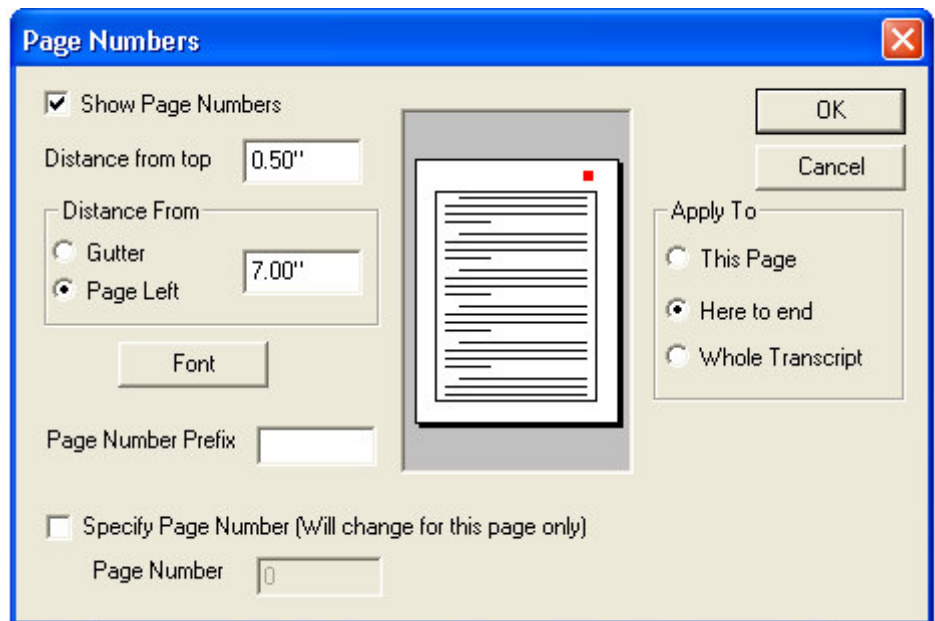 Page Numbers
Show Page Numbers
OK
Distance from top 0.50"
Cancel
Distance From
Apply To
Gutter
This Page
7.00"
Page Left
Here to end
Font
Whole Transcript
Page Number Prefix
Specify Page Number (Will change for this page only)
Page Number 0